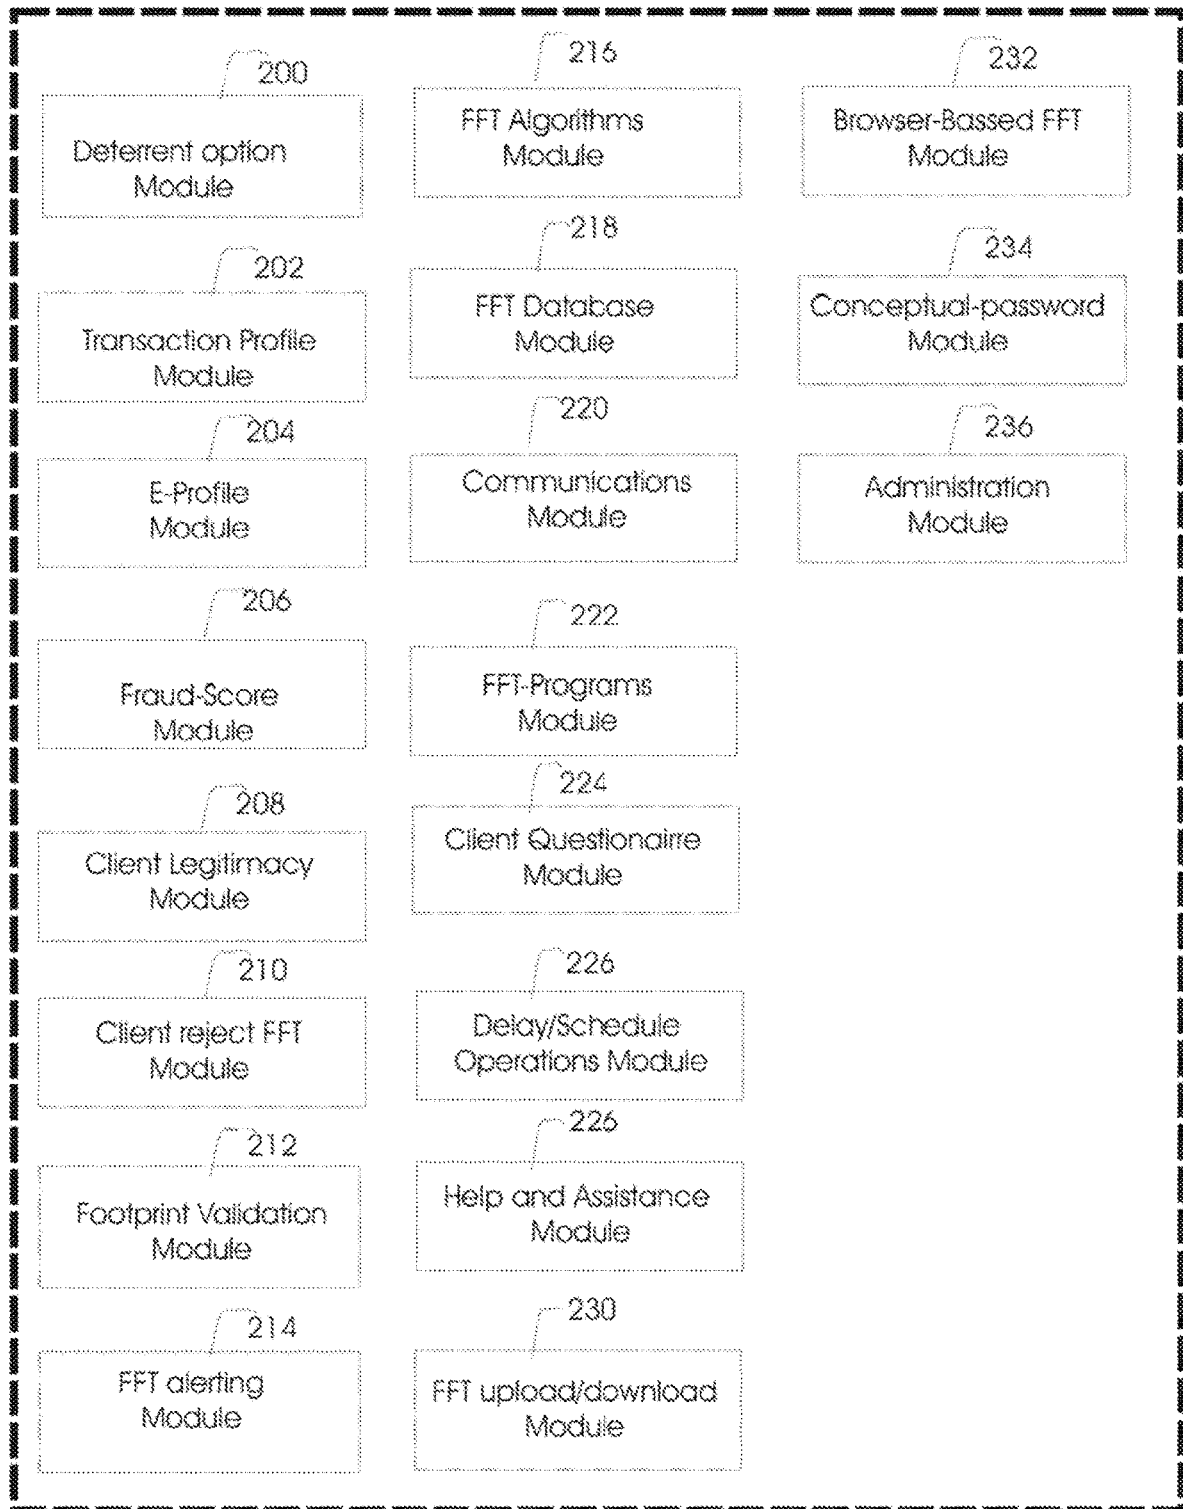 200
Deterrent option
Module
202
Transaction Profile
Module
204
E-Profile
Module
206
Fraud-Score
Module
208
Client Legitimacy
Module
210
Client reject FFT
Module
212
Footprint Validation
Module
214
FFT alerting
Module
216
FFT Algorithms
Module
218
FFT Database
Module
220
Communications
Module
222
FFT-Programs
Module
224
Client Questionairre
Module
226
Delay/Schedule
Operations Module
226
Help and Assistance
Module
230
FFT upload/download
Module
232
Browser-Bassed FFT
Module
234
Conceptual-password
Module
236
Administration
Module